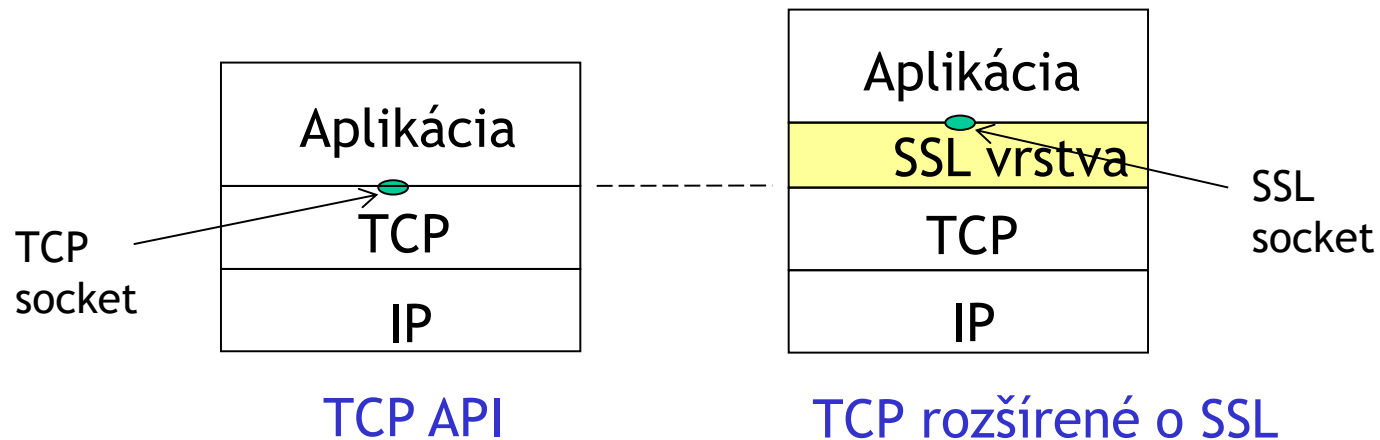 Aplikácia
TCP
IP
TCP
socket
TCP API
Aplikácia
SSL vrstva
TCP
IP
SSL
socket
TCP rozšírené o SSL